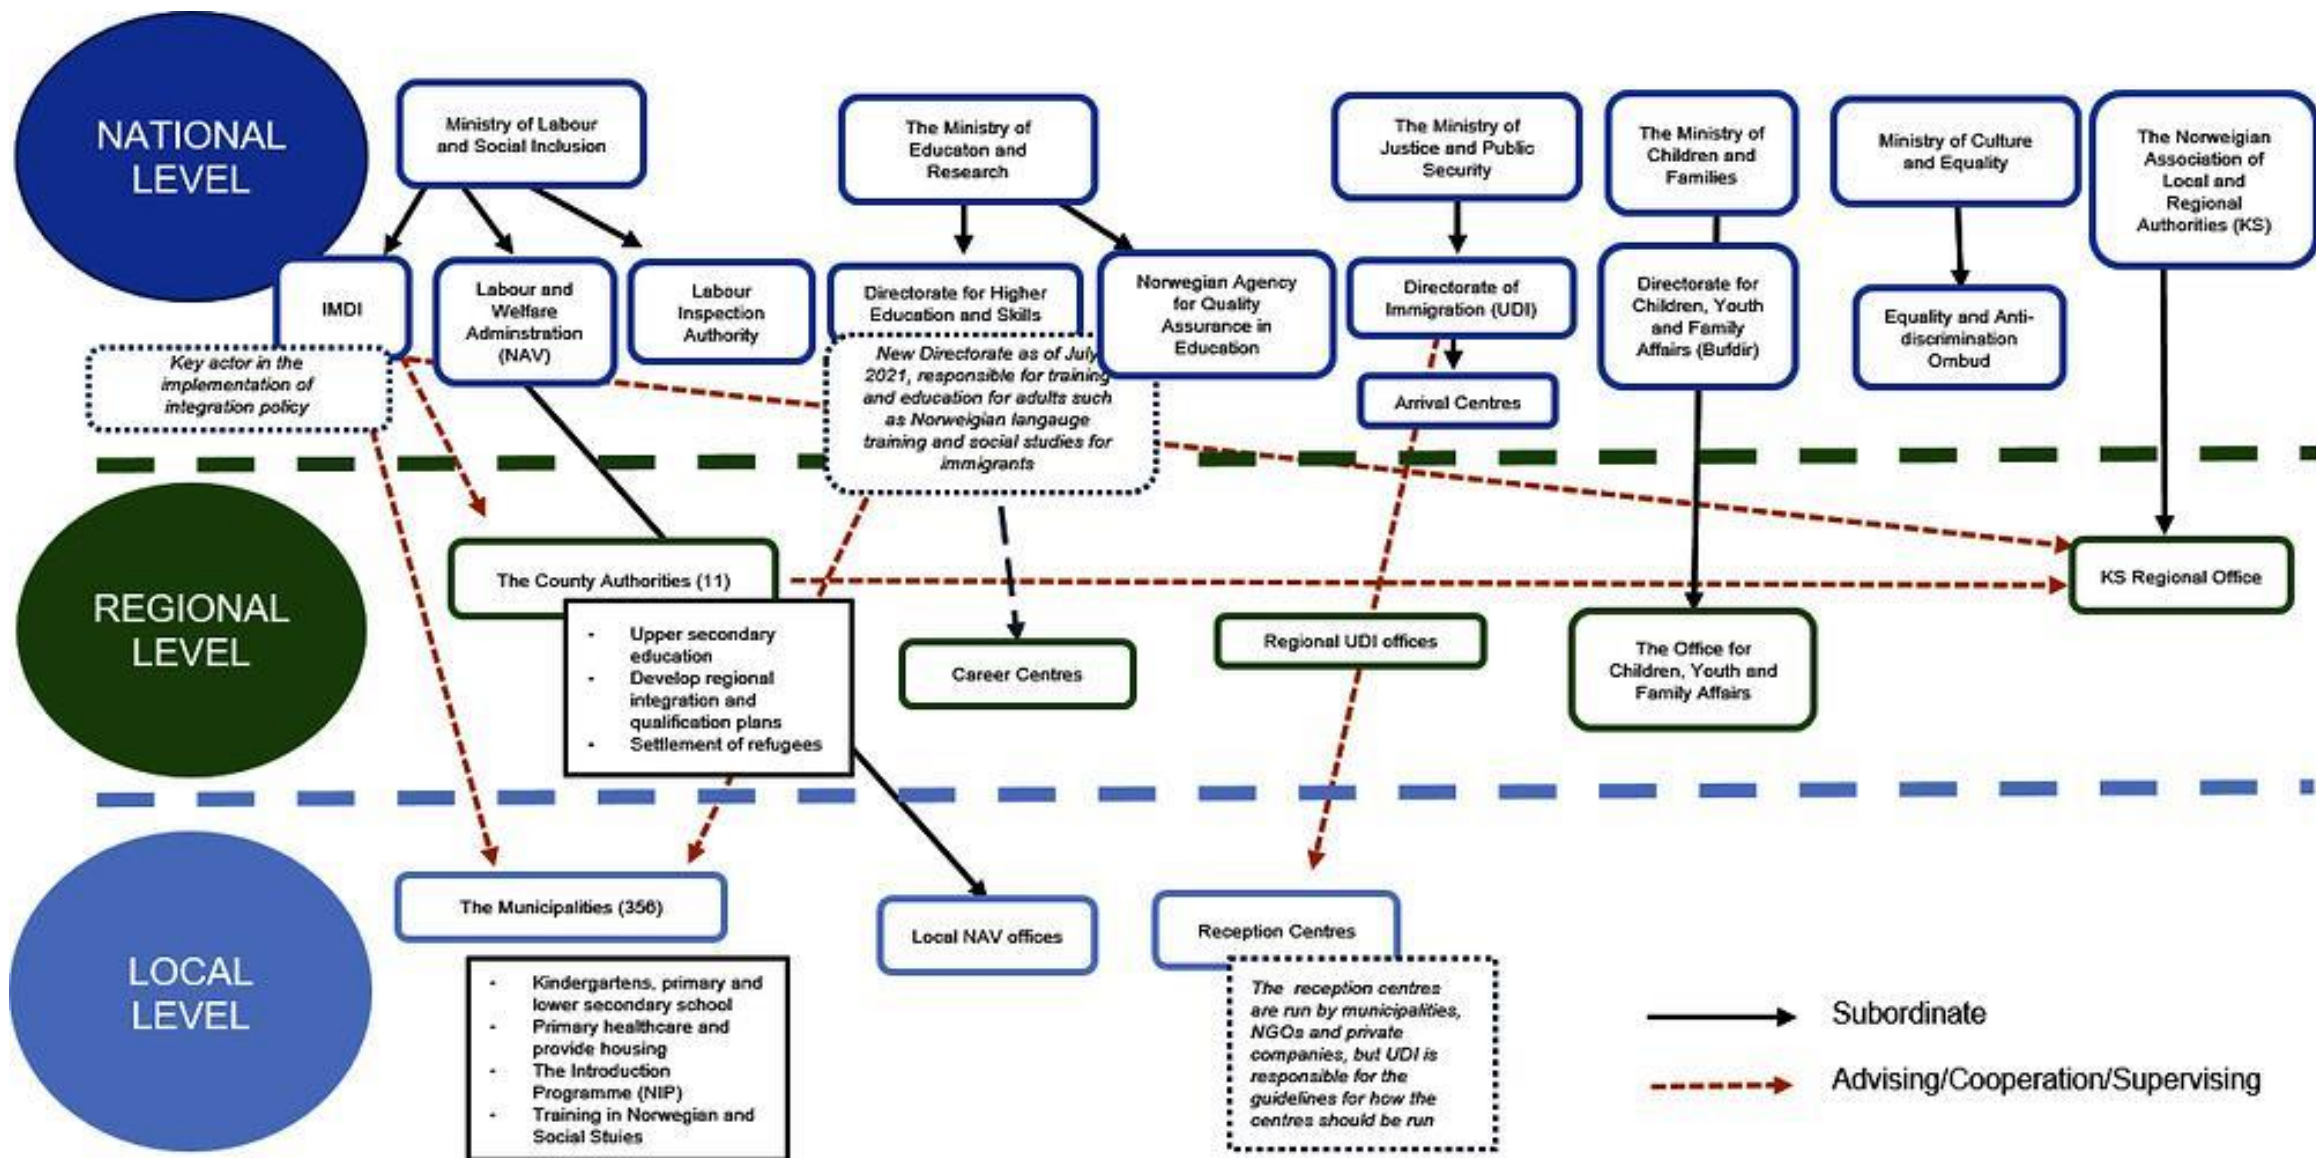 NATIONAL
LEVEL
Ministry of Labour
and Social Inclusion
The Ministry of
Educaton and
Research
The Ministry of
Justice and Public
Security
The Ministry of
Children and
Families
Ministry of Culture
and Equality
The Norweigian
Association of
Local and
Regional
Authorities (KS)
IMDI
Key actor in the
implementation of
integration policy
Labour and
Welfare
Adminstration
(NAV)
Labour
Inspection
Authority
Directorate for Higher
Education and Skills
New Directorate as of July
2021, responsible for training
and education for adults such
as Norweigian langauge
training and social studies for
immigrants
Norwegian Agency
for Quality
Assurance in
Education
Directorate of
Immigration (UDI)
Arrival Centres
Directorate for
Children, Youth
and Family
Affairs (Bufdir)
Equality and Anti-
discrimination
Ombud
REGIONAL
LEVEL
The County Authorities (11)
- Upper secondary
education
- Develop regional
integration and
qualification plans
- Settlement of refugees
Career Centres
Regional UDI offices
The Office for
Children, Youth and
Family Affairs
KS Regional Office
LOCAL
LEVEL
The Municipalities (356)
- Kindergartens, primary and
lower secondary school
- Primary healthcare and
provide housing
- The Introduction
Programme (NIP)
- Training in Norwegian and
Social Stuies
Local NAV offices
Reception Centres
The reception centres
are run by municipalities,
NGOs and private
companies, but UDI is
responsible for the
guidelines for how the
centres should be run
Subordinate
Advising/Cooperation/Supervising